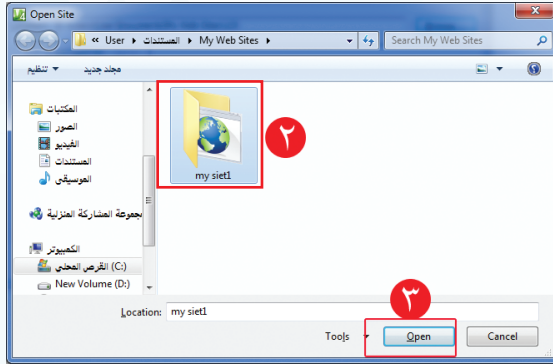 Open Site
« User ▸ المستندات ▸ My Web Sites ▸
Search My Web Sites
تنظيم ▼ مجلد جديد
المكتبات
الصور
الفيديو
المستندات
الموسيقى
مجموعة المشاركة المنزلية
الكمبيوتر
القرص المحلي (C:)
New Volume (D:)
my siet1
٢
Location: my siet1
٣
Tools ▼ Open Cancel